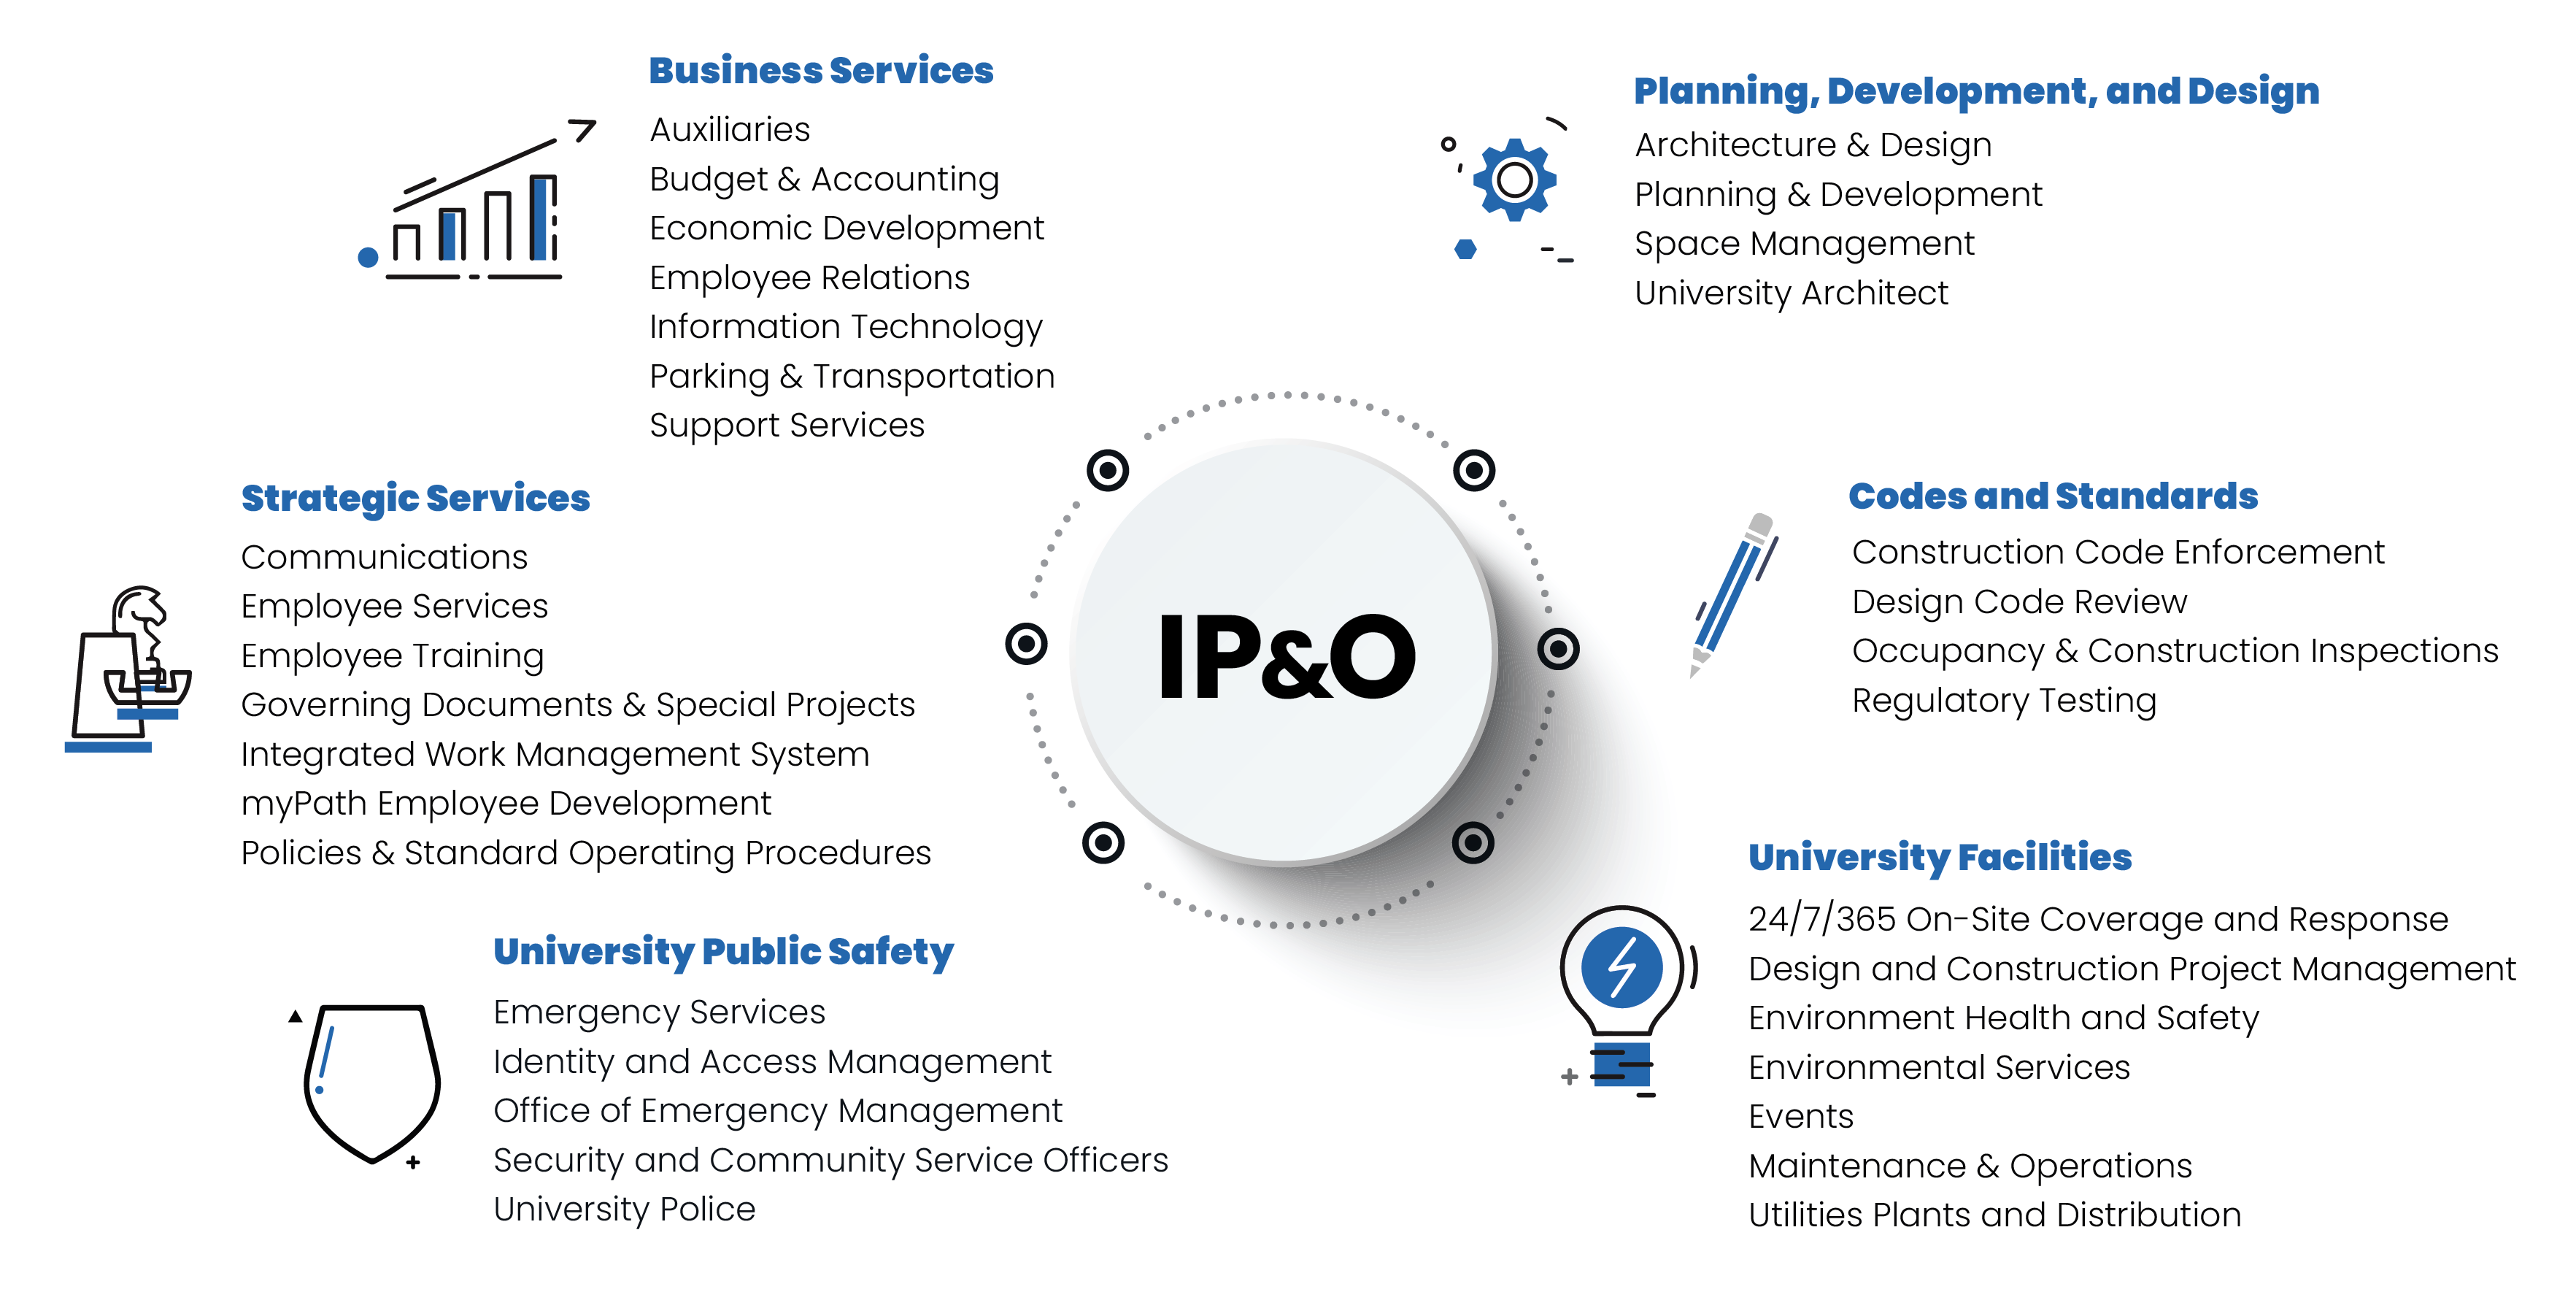 Business Services
Auxiliaries
Budget & Accounting
Economic Development
Employee Relations
Information Technology
Parking & Transportation
Support Services
Strategic Services
Communications
Employee Services
Employee Training
Governing Documents & Special Projects
Integrated Work Management System
myPath Employee Development
Policies & Standard Operating Procedures
University Public Safety
Emergency Services
Identity and Access Management
Office of Emergency Management
Security and Community Service Officers
University Police
IP&O
Planning, Development, and Design
Architecture & Design
Planning & Development
Space Management
University Architect
Codes and Standards
Construction Code Enforcement
Design Code Review
Occupancy & Construction Inspections
Regulatory Testing
University Facilities
24/7/365 On-Site Coverage and Response
Design and Construction Project Management
Environment Health and Safety
Environmental Services
Events
Maintenance & Operations
Utilities Plants and Distribution